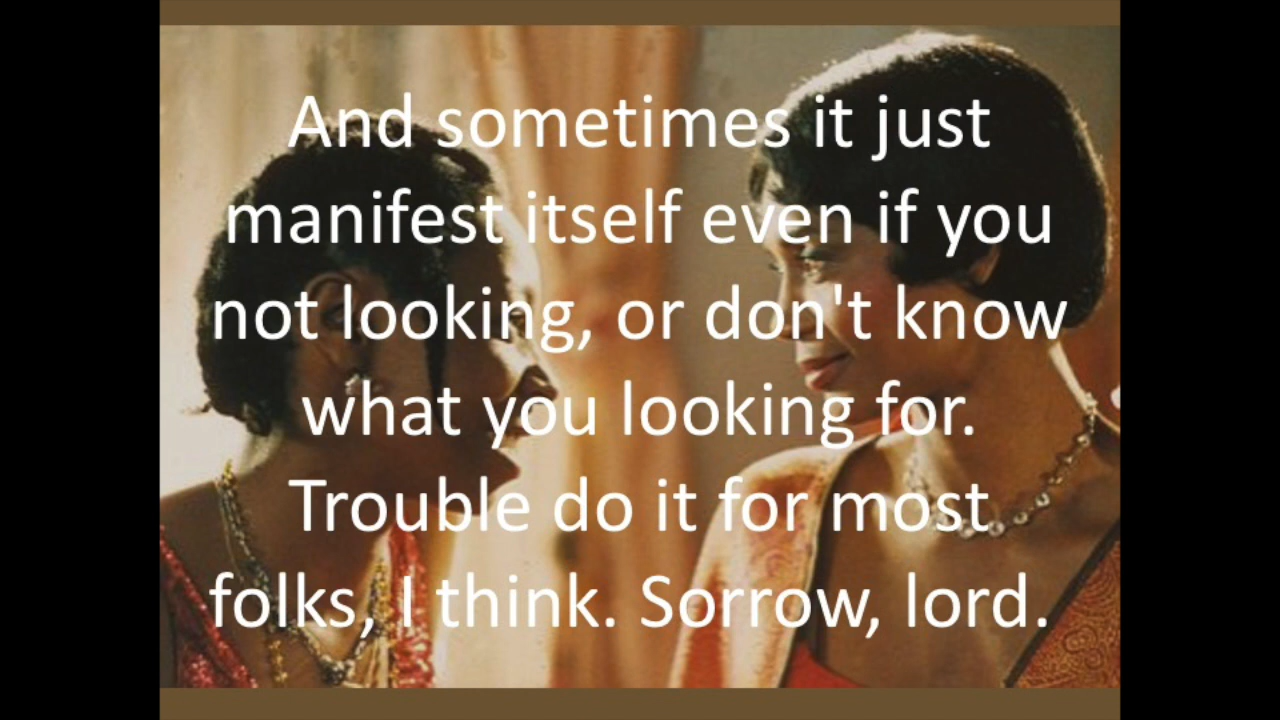 And sometimes it just
manifest itself even if you
not looking, or don't know
what you looking for.
Trouble do it for most
folks, I think. Sorrow, lord.